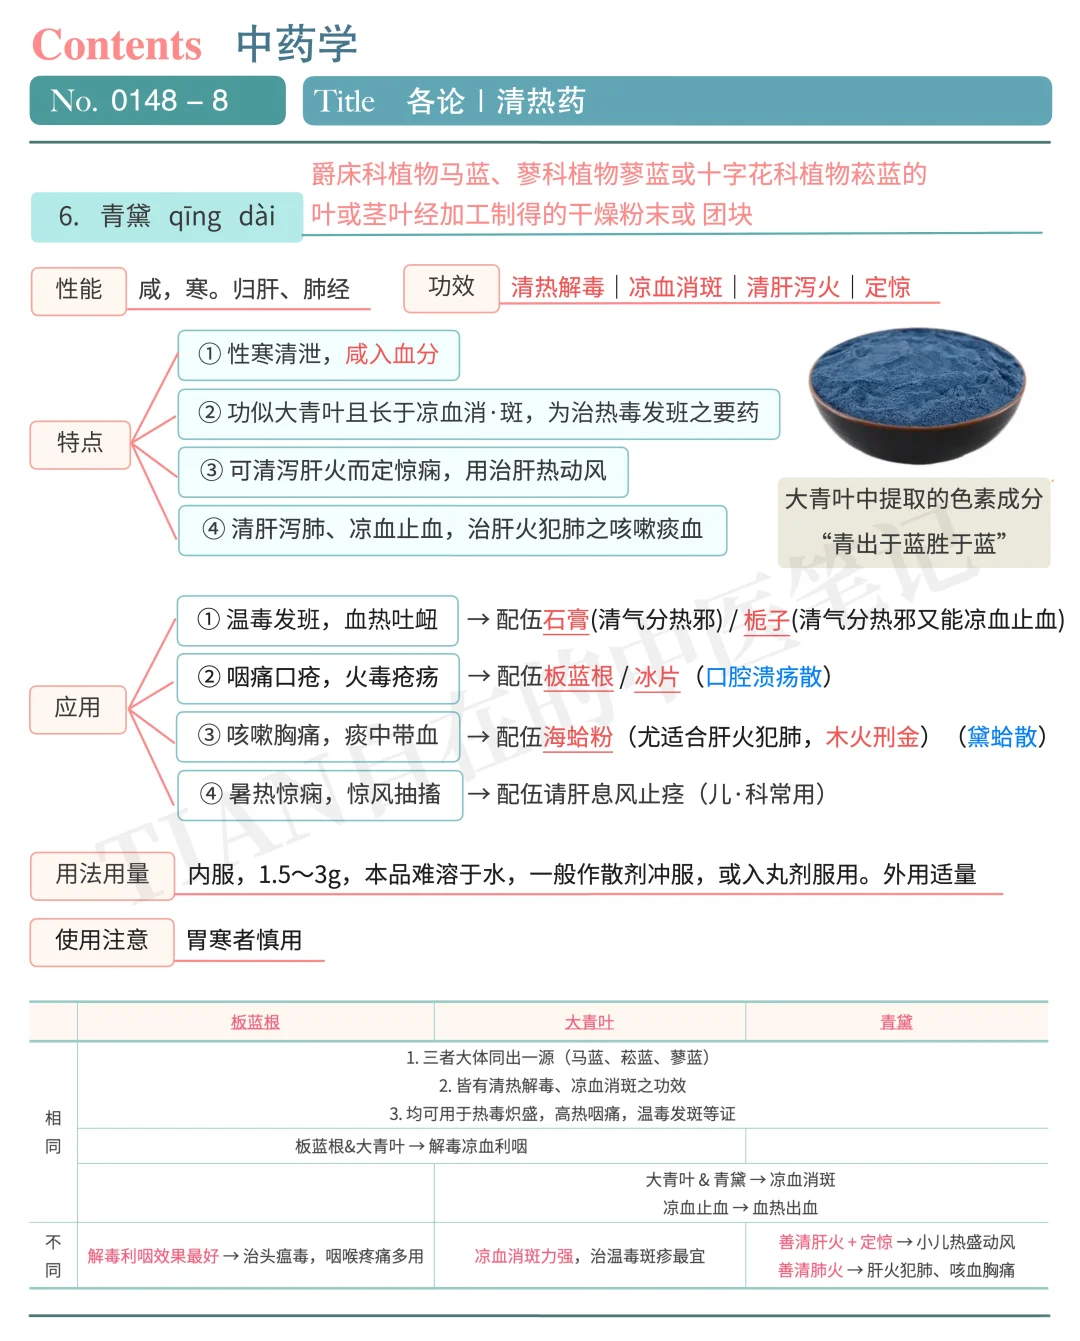 Contents 中药学
No. 0148 – 8
Title 各论 | 清热药
爵床科植物马蓝、蓼科植物蓼蓝或十字花科植物菘蓝的
叶或茎叶经加工制得的干燥粉末或 团块
6. 青黛 qīng dài
性能 咸，寒。归肝、肺经
功效 清热解毒｜凉血消斑｜清肝泻火｜定惊
特点
① 性寒清泄，咸入血分
② 功似大青叶且长于凉血消·斑，为治热毒发班之要药
③ 可清泻肝火而定惊痫，用治肝热动风
④ 清肝泻肺、凉血止血，治肝火犯肺之咳嗽痰血
大青叶中提取的色素成分
“青出于蓝胜于蓝”
应用
① 温毒发班，血热吐衄 → 配伍石膏(清气分热邪) / 栀子(清气分热邪又能凉血止血)
② 咽痛口疮，火毒疮疡 → 配伍板蓝根 / 冰片（口腔溃疡散）
③ 咳嗽胸痛，痰中带血 → 配伍海蛤粉（尤适合肝火犯肺，木火刑金）（黛蛤散）
④ 暑热惊痫，惊风抽搐 → 配伍请肝息风止痉（儿·科常用）
用法用量 内服，1.5～3g，本品难溶于水，一般作散剂冲服，或入丸剂服用。外用适量
使用注意 胃寒者慎用
板蓝根 大青叶 青黛
相同
1. 三者大体同出一源（马蓝、菘蓝、蓼蓝）
2. 皆有清热解毒、凉血消斑之功效
3. 均可用于热毒炽盛，高热咽痛，温毒发斑等证
板蓝根&大青叶 → 解毒凉血利咽
大青叶 & 青黛 → 凉血消斑
凉血止血 → 血热出血
不同
解毒利咽效果最好 → 治头瘟毒，咽喉疼痛多用
凉血消斑力强，治温毒斑疹最宜
善清肝火 + 定惊 → 小儿热盛动风
善清肺火 → 肝火犯肺、咳血胸痛
TIAN自在的中医笔记